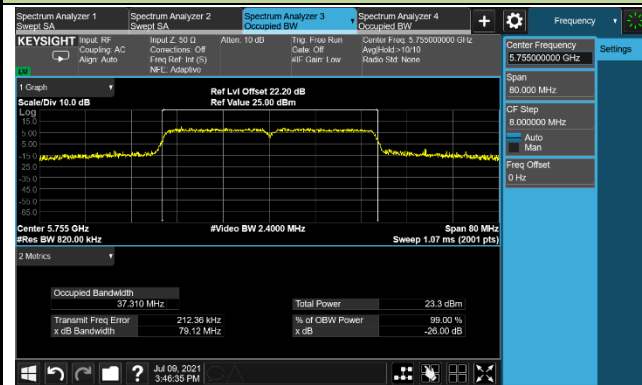 Spectrum Analyzer 1
Swept SA
Spectrum Analyzer 2
Swept SA
Spectrum Analyzer 3
Occupied BW
Spectrum Analyzer 4
Occupied BW
Frequency
KEYSIGHT
Input: RF
Coupling: AC
Align: Auto
Input Z: 50 Ω
Corrections: Off
Freq Ref: Int (S)
NFE: Adaptive
Atten: 10 dB
Trig: Free Run
Gate: Off
#IF Gain: Low
Center Freq: 5.755000000 GHz
Avg|Hold:>10/10
Radio Std: None
Center Frequency
5.755000000 GHz
Settings
Span
80.000 MHz
CF Step
8.000000 MHz
Auto
Man
Freq Offset
0 Hz
1 Graph
Scale/Div 10.0 dB
Ref Lvl Offset 22.20 dB
Ref Value 25.00 dBm
Log
15.0
5.00
-5.00
-15.0
-25.0
-35.0
-45.0
-55.0
-65.0
Center 5.755 GHz
#Res BW 820.00 kHz
#Video BW 2.4000 MHz
Span 80 MHz
Sweep 1.07 ms (2001 pts)
2 Metrics
Occupied Bandwidth
37.310 MHz
Total Power 23.3 dBm
Transmit Freq Error 212.36 kHz
% of OBW Power 99.00 %
x dB Bandwidth 79.12 MHz
x dB -26.00 dB
Jul 09, 2021
3:46:35 PM